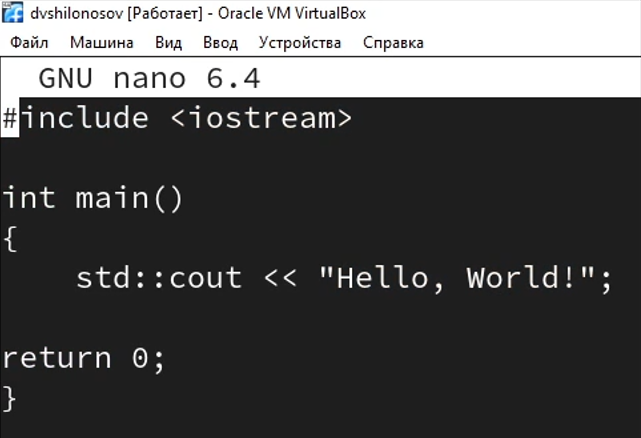 dvshilonosov [Работает] - Oracle VM VirtualBox
Файл Машина Вид Ввод Устройства Справка
GNU nano 6.4
#include <iostream>
int main()
{
    std::cout << "Hello, World!";
return 0;
}